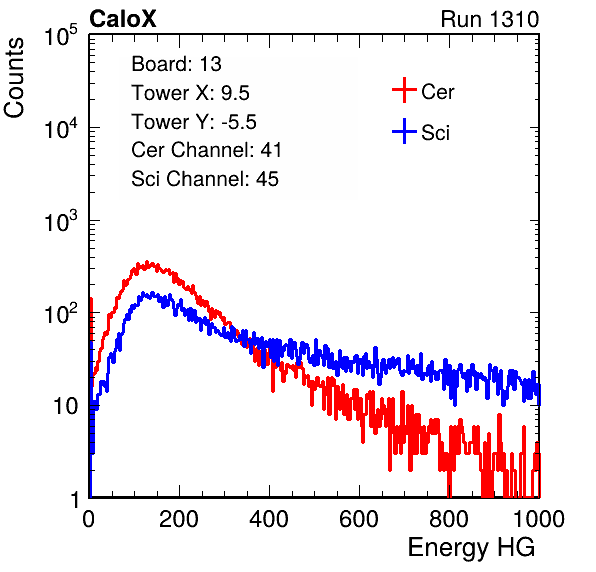 CaloX
Run 1310
Counts
10^5
10^4
10^3
10^2
10
1
Board: 13
Tower X: 9.5
Tower Y: -5.5
Cer Channel: 41
Sci Channel: 45
Cer
Sci
0 200 400 600 800 1000
Energy HG